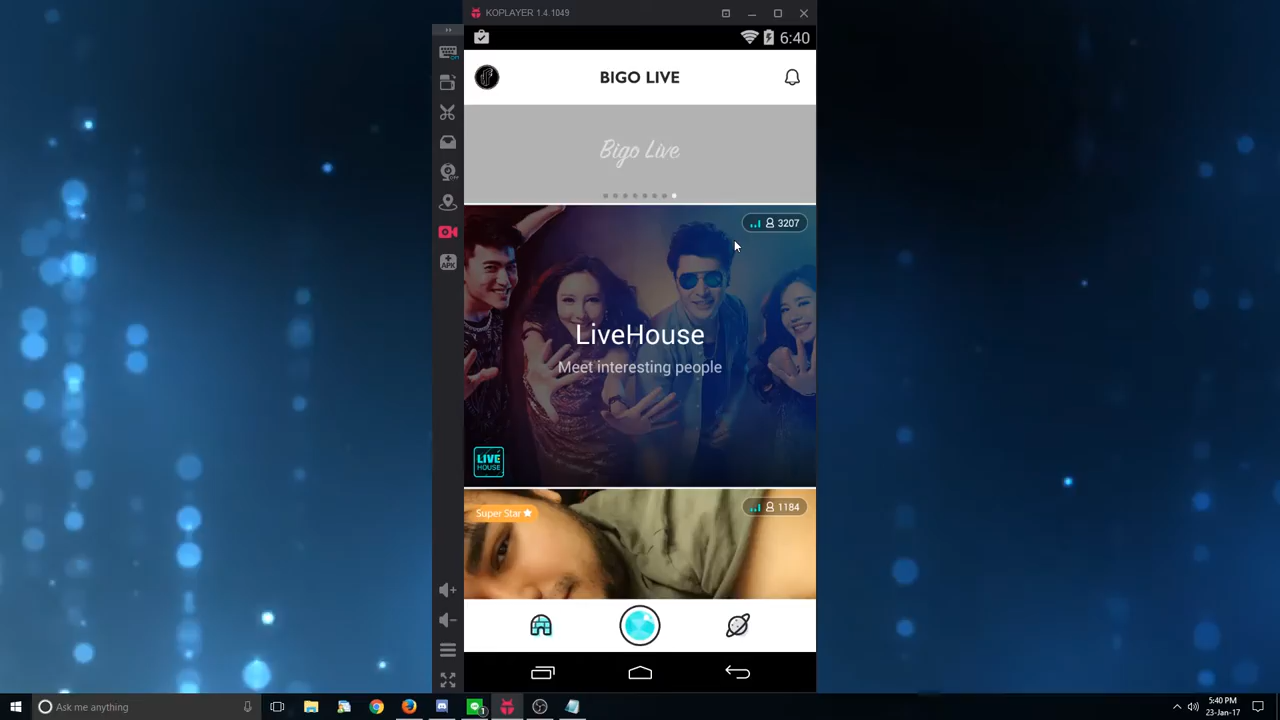 KOPLAYER 1.4.1049
6:40
BIGO LIVE
Bigo Live
3207
LiveHouse
Meet interesting people
LIVE
HOUSE
Super Star
1184
Ask me anything
1
5:40 PM
23-Jan-17